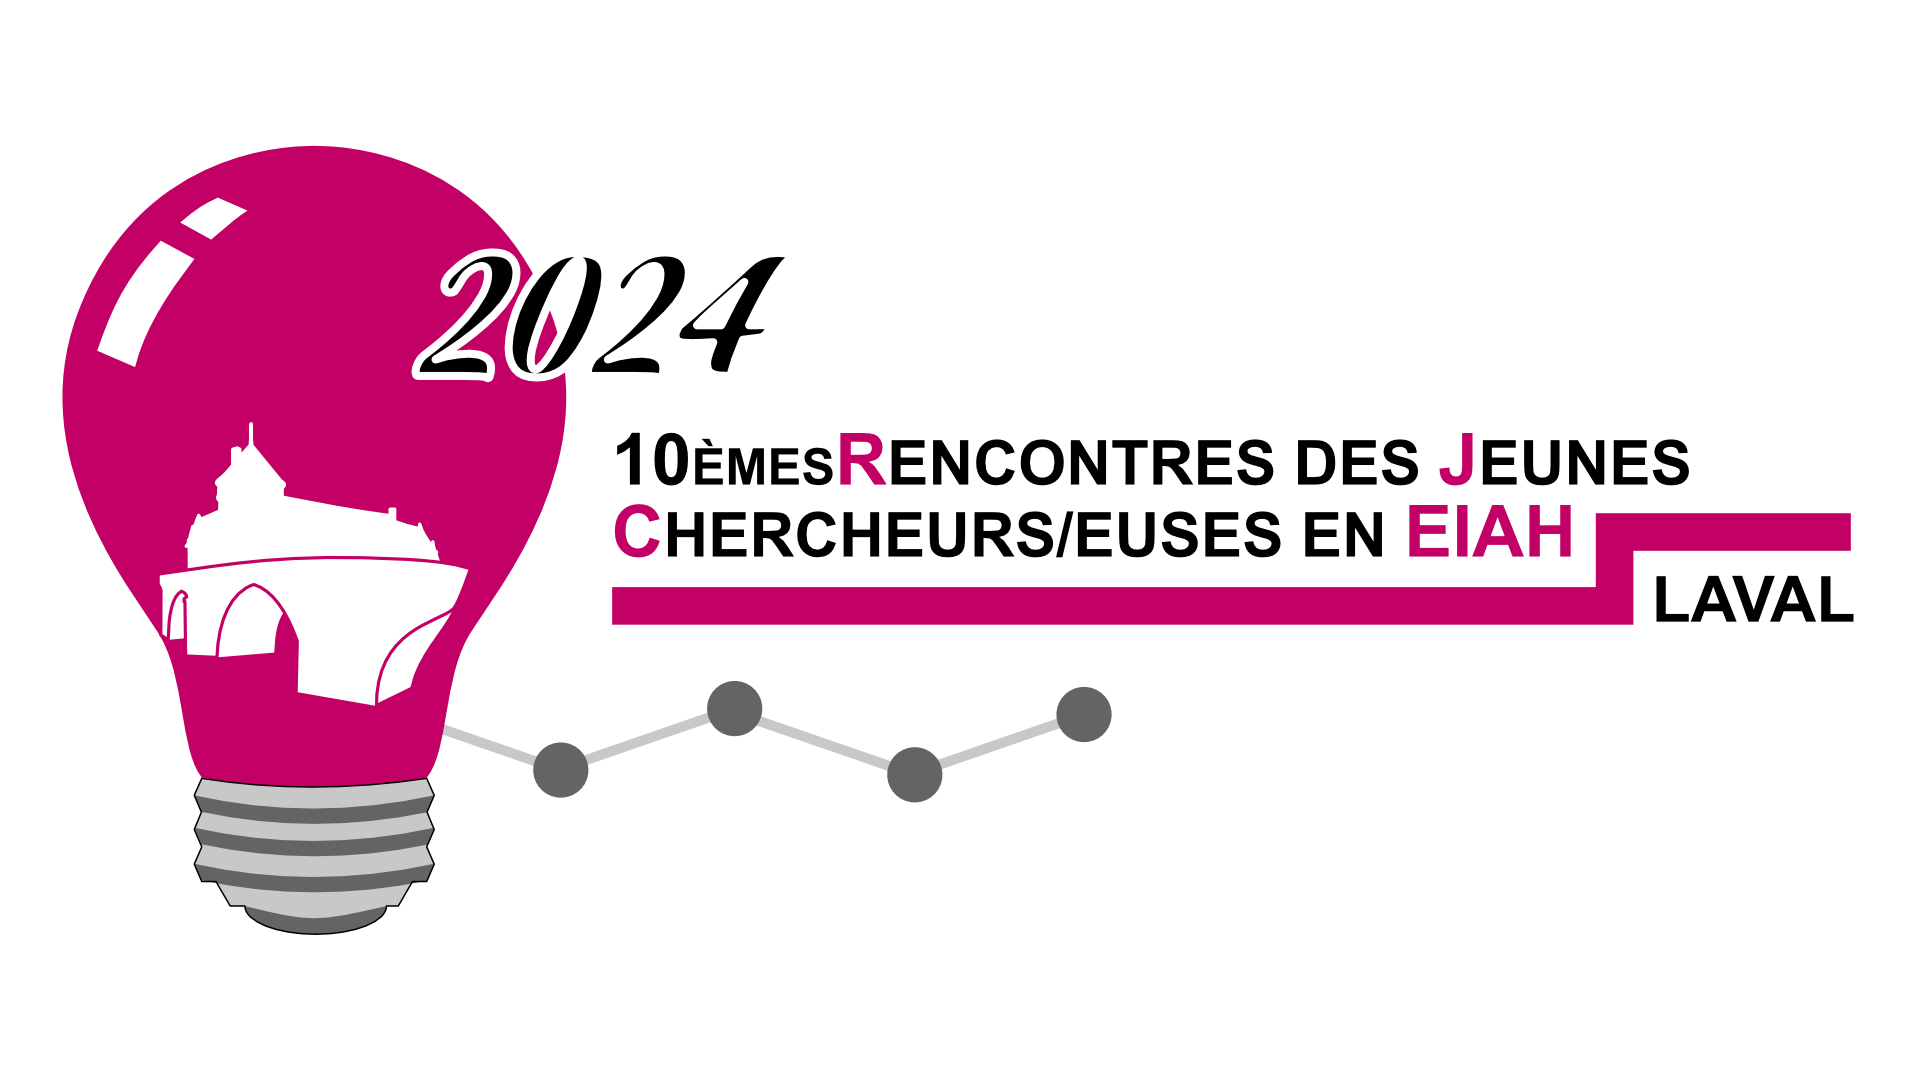 2024
10ÈMES RENCONTRES DES JEUNES
CHERCHEURS/EUSES EN EIAH
LAVAL